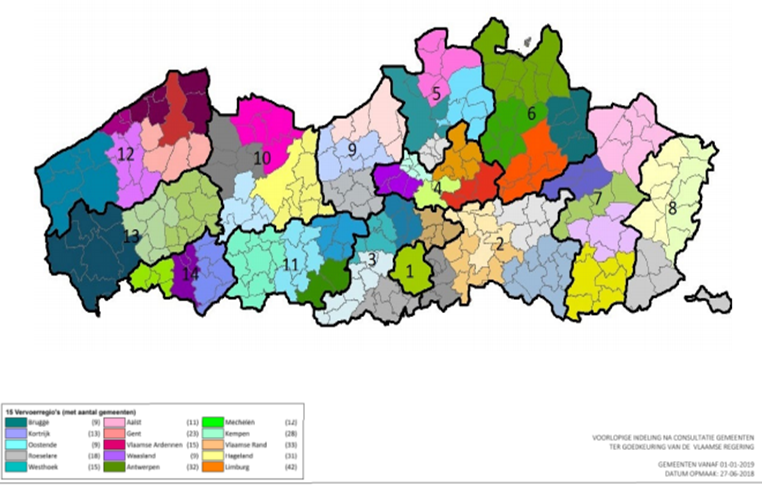 5
6
12
10
9
4
7
8
13
2
14
11
3
1
15 Vervoerregio's (met aantal gemeenten)
Brugge (9) Aalst (11) Mechelen (12)
Kortrijk (13) Gent (23) Kempen (28)
Oostende (9) Vlaamse Ardennen (15) Vlaamse Rand (33)
Roeselare (18) Waasland (9) Hageland (31)
Westhoek (15) Antwerpen (32) Limburg (42)
VOORLOPIGE INDELING NA CONSULTATIE GEMEENTEN
TER GOEDKEURING VAN DE VLAAMSE REGERING
GEMEENTEN VANAF 01-01-2019
DATUM OPMAAK: 27-06-2018